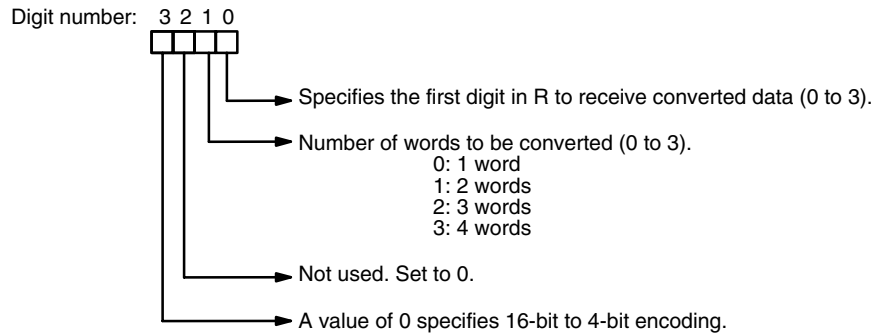 Digit number: 3 2 1 0
Specifies the first digit in R to receive converted data (0 to 3).
Number of words to be converted (0 to 3).
0: 1 word
1: 2 words
2: 3 words
3: 4 words
Not used. Set to 0.
A value of 0 specifies 16-bit to 4-bit encoding.